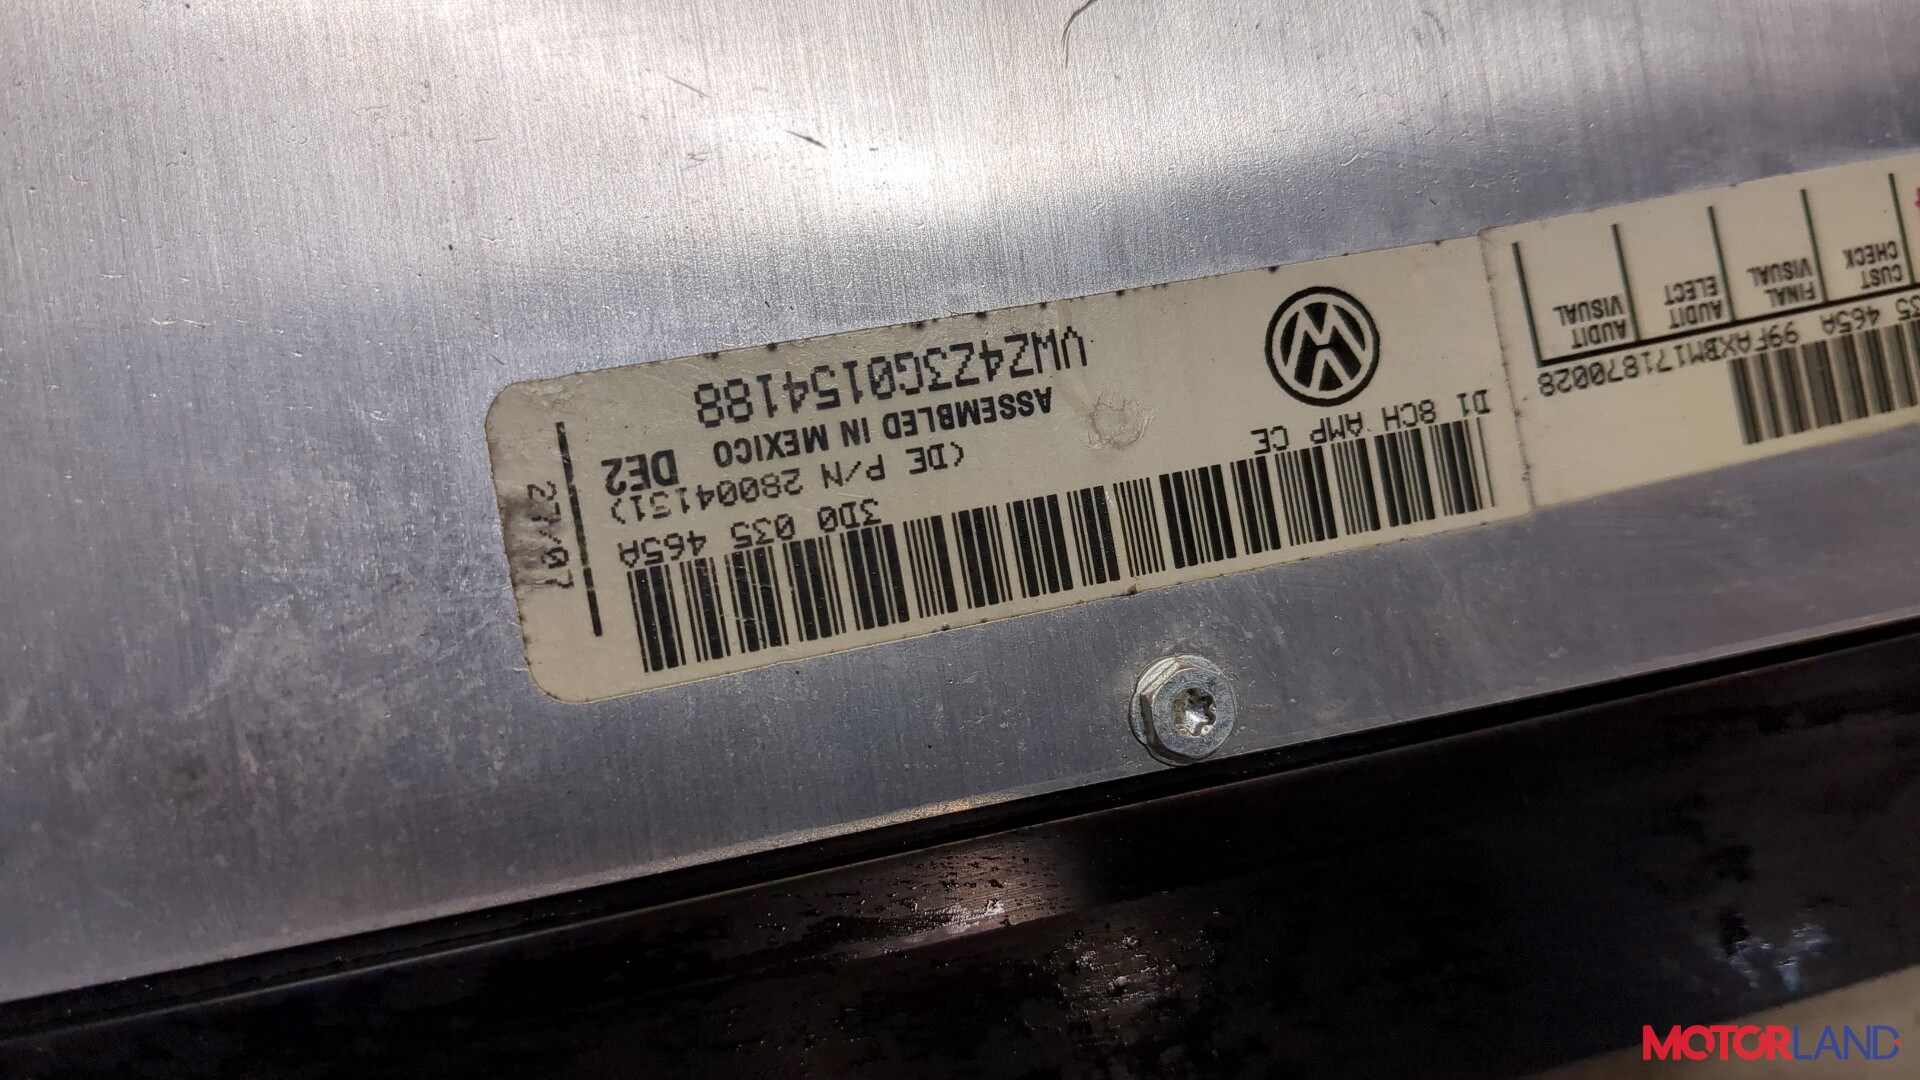 35 465A 99FAXBM171870028
CUST
CHECK
FINAL
VISUAL
AUDIT
ELECT
AUDIT
VISUAL
D1 8CH AMP CE
3D0 035 465A
(DE P/N 28004131)
ASSEMBLED IN MEXICO DE2
VWZ4Z3G0154188
27/07
MOTORLAND